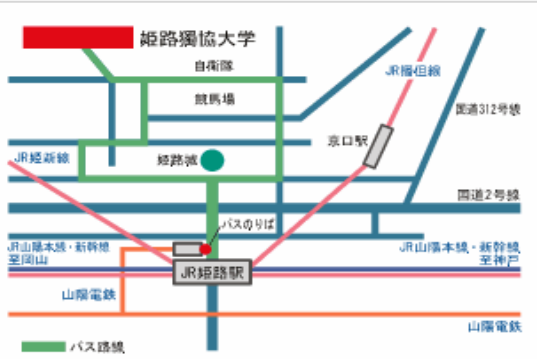 姫路獨協大学
自衛隊
JR播但線
競馬場
国道312号線
京口駅
JR姫新線
姫路城
国道2号線
バスのりば
JR山陽本線・新幹線
至岡山
JR山陽本線・新幹線
至神戸
JR姫路駅
山陽電鉄
山陽電鉄
バス路線